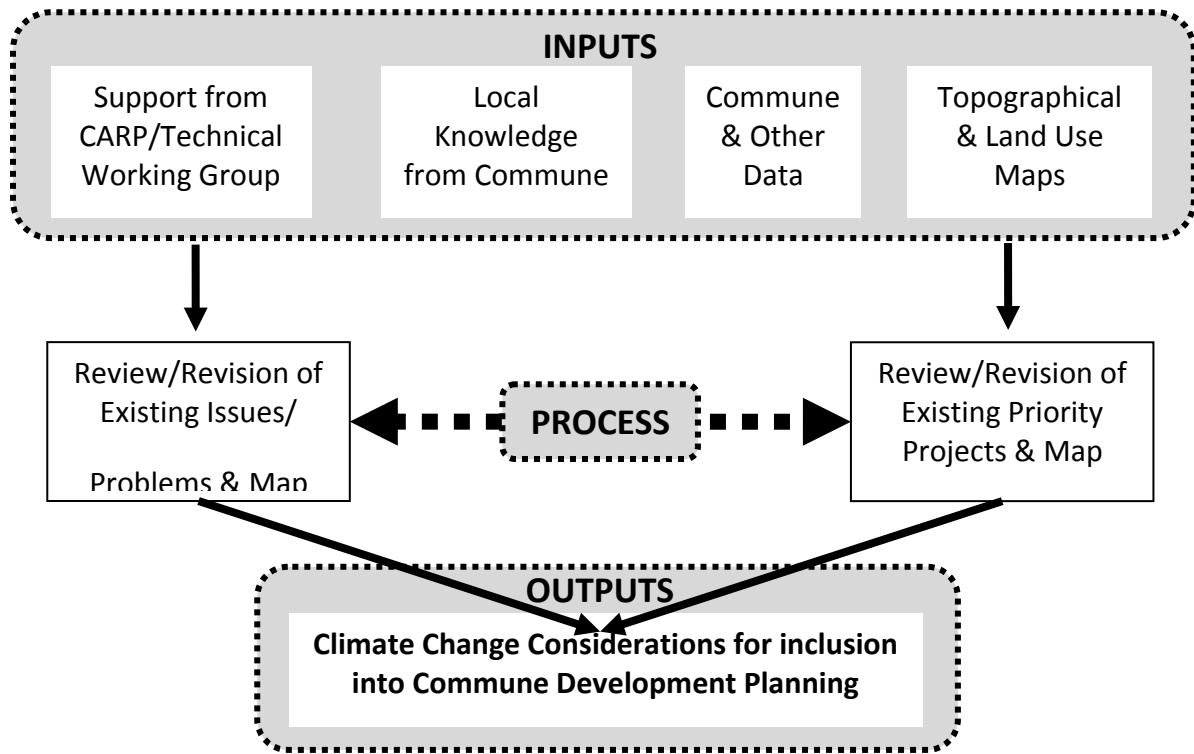 INPUTS
Support from
CARP/Technical
Working Group
Local
Knowledge
from Commune
Commune
& Other
Data
Topographical
& Land Use
Maps
Review/Revision of
Existing Issues/
Problems & Map
PROCESS
Review/Revision of
Existing Priority
Projects & Map
OUTPUTS
Climate Change Considerations for inclusion
into Commune Development Planning